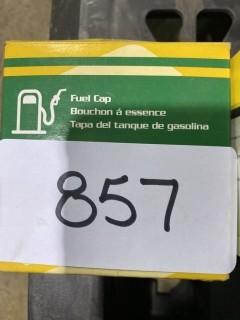 Fuel Cap
Bouchon á essence
Tapa del tanque de gasolina
857